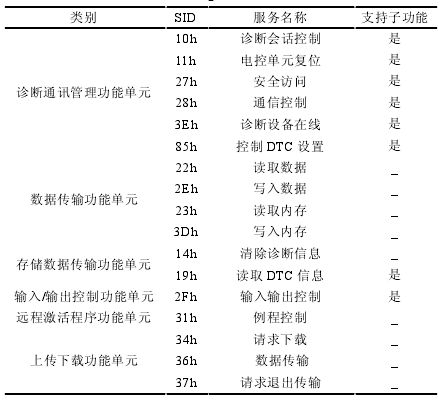 类别 SID 服务名称 支持子功能
10h 诊断会话控制 是
11h 电控单元复位 是
27h 安全访问 是
诊断通讯管理功能单元
28h 通信控制 是
3Eh 诊断设备在线 是
85h 控制 DTC 设置 是
22h 读取数据 _
2Eh 写入数据 _
数据传输功能单元
23h 读取内存 _
3Dh 写入内存 _
14h 清除诊断信息 _
存储数据传输功能单元
19h 读取 DTC 信息 是
输入/输出控制功能单元 2Fh 输入输出控制 是
远程激活程序功能单元 31h 例程控制 _
34h 请求下载 _
上传下载功能单元 36h 数据传输 _
37h 请求退出传输 _